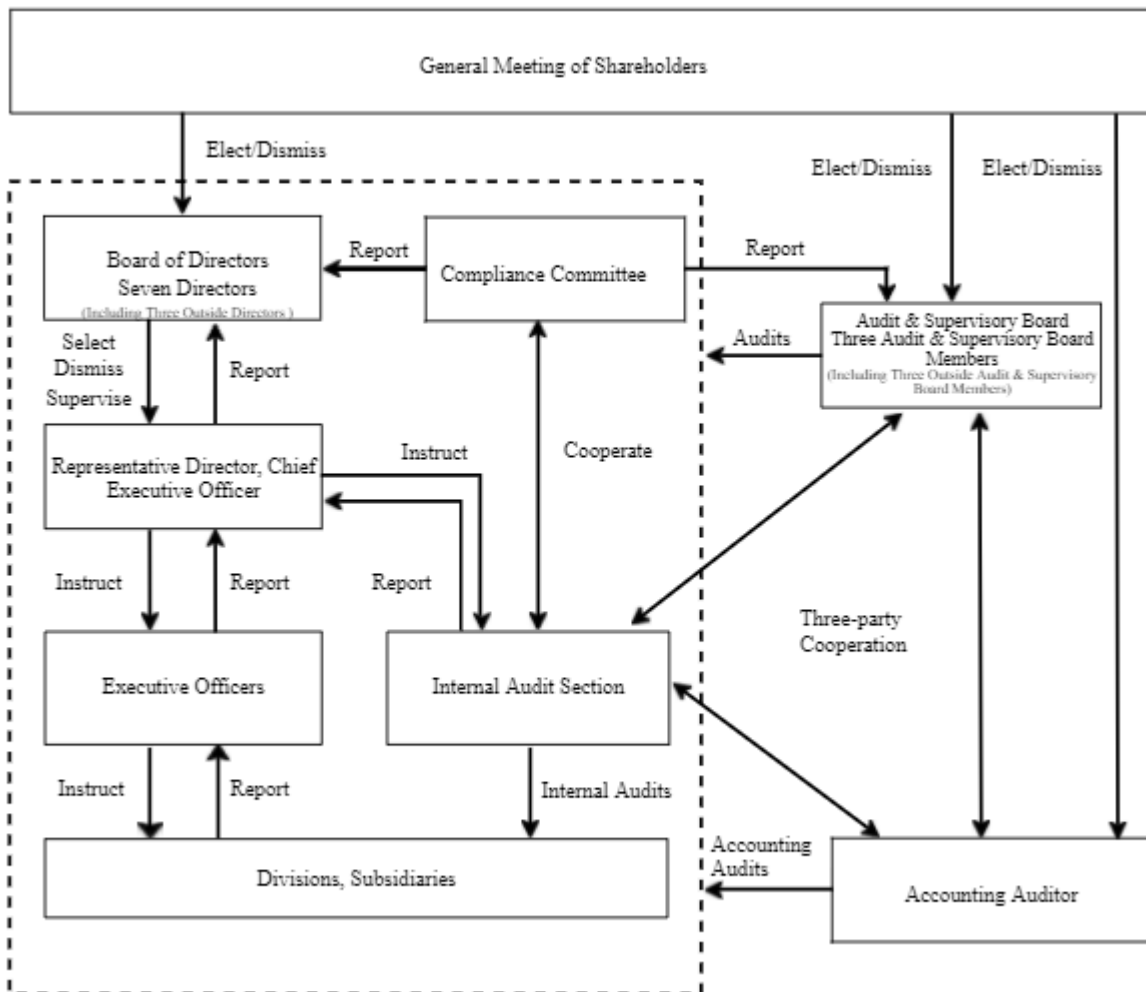 General Meeting of Shareholders
Elect/Dismiss
Elect/Dismiss
Elect/Dismiss
Board of Directors
Seven Directors
(Including Three Outside Directors )
Report
Compliance Committee
Report
Audit & Supervisory Board
Three Audit & Supervisory Board
Members
(Including Three Outside Audit & Supervisory
Board Members)
Audits
Select
Dismiss
Supervise
Report
Representative Director, Chief
Executive Officer
Instruct
Cooperate
Instruct
Report
Report
Three-party
Cooperation
Executive Officers
Internal Audit Section
Instruct
Report
Internal Audits
Accounting
Audits
Divisions, Subsidiaries
Accounting Auditor